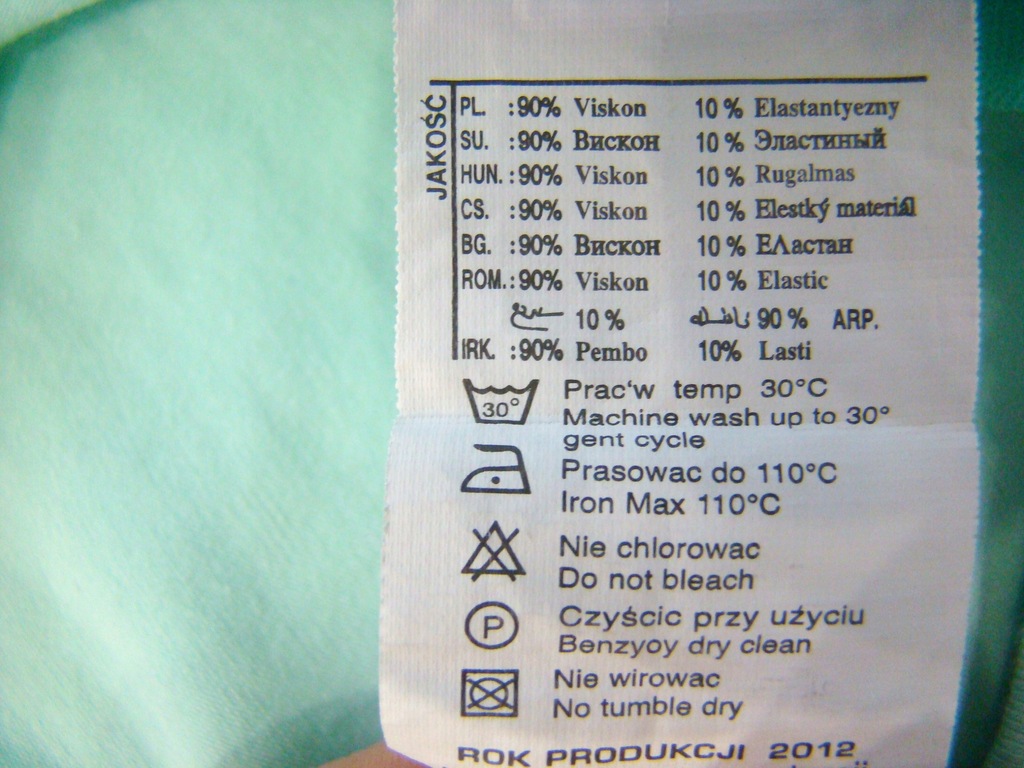 JAKOŚĆ
PL. :90% Viskon 10 % Elastantyezny
SU. :90% Вискон 10 % Эластиный
HUN. :90% Viskon 10 % Rugalmas
CS. :90% Viskon 10 % Elestký materiál
BG. :90% Вискон 10 % ЕΛастан
ROM.:90% Viskon 10 % Elastic
10 % 90 % ARP.
IRK. :90% Pembo 10% Lasti
30° Prac'w temp 30°C
Machine wash up to 30°
gent cycle
Prasowac do 110°C
Iron Max 110°C
Nie chlorowac
Do not bleach
P Czyścic przy użyciu
Benzyoy dry clean
Nie wirowac
No tumble dry
ROK PRODUKCJI 2012